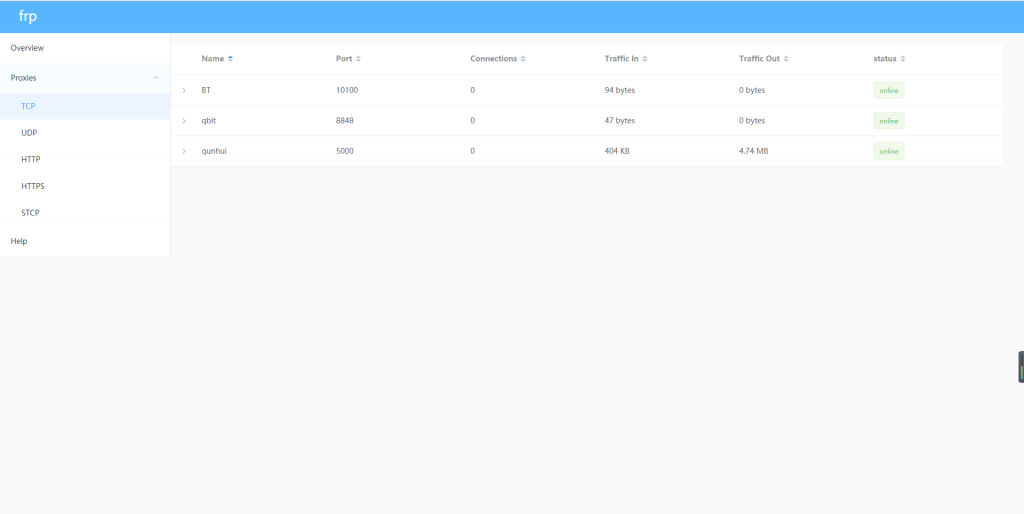 frp
Overview
Proxies
TCP
UDP
HTTP
HTTPS
STCP
Help
Name Port Connections Traffic In Traffic Out status
BT 10100 0 94 bytes 0 bytes online
qbit 8848 0 47 bytes 0 bytes online
qunhui 5000 0 404 KB 4.74 MB online